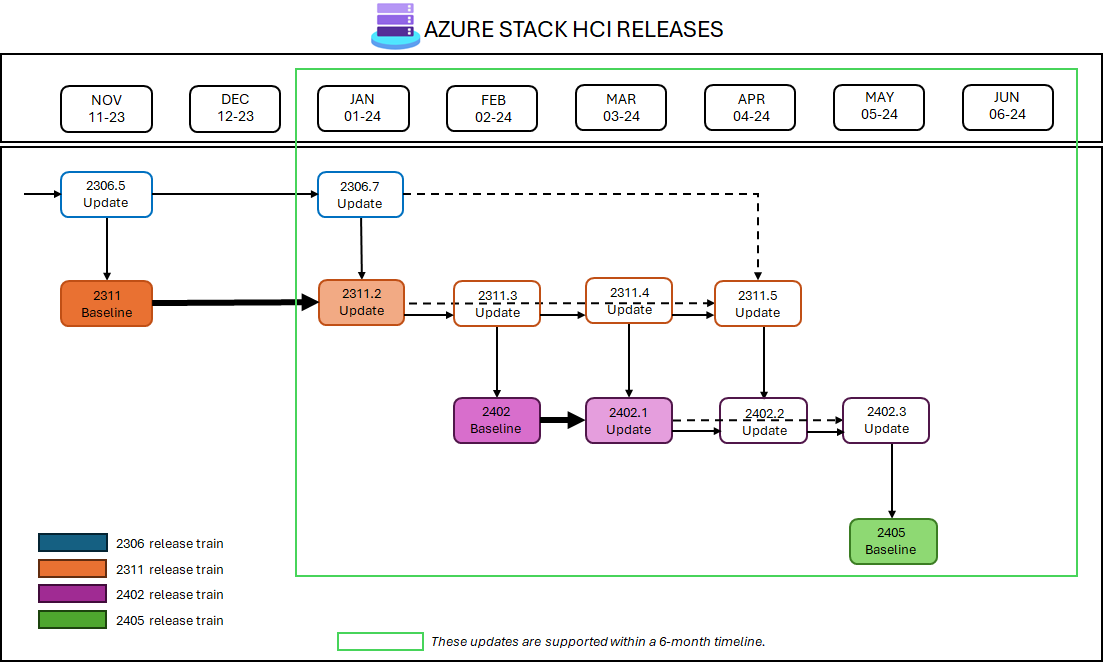 AZURE STACK HCI RELEASES
NOV
11-23
DEC
12-23
JAN
01-24
FEB
02-24
MAR
03-24
APR
04-24
MAY
05-24
JUN
06-24
2306.5
Update
2306.7
Update
2311
Baseline
2311.2
Update
2311.3
Update
2311.4
Update
2311.5
Update
2402
Baseline
2402.1
Update
2402.2
Update
2402.3
Update
2405
Baseline
2306 release train
2311 release train
2402 release train
2405 release train
These updates are supported within a 6-month timeline.